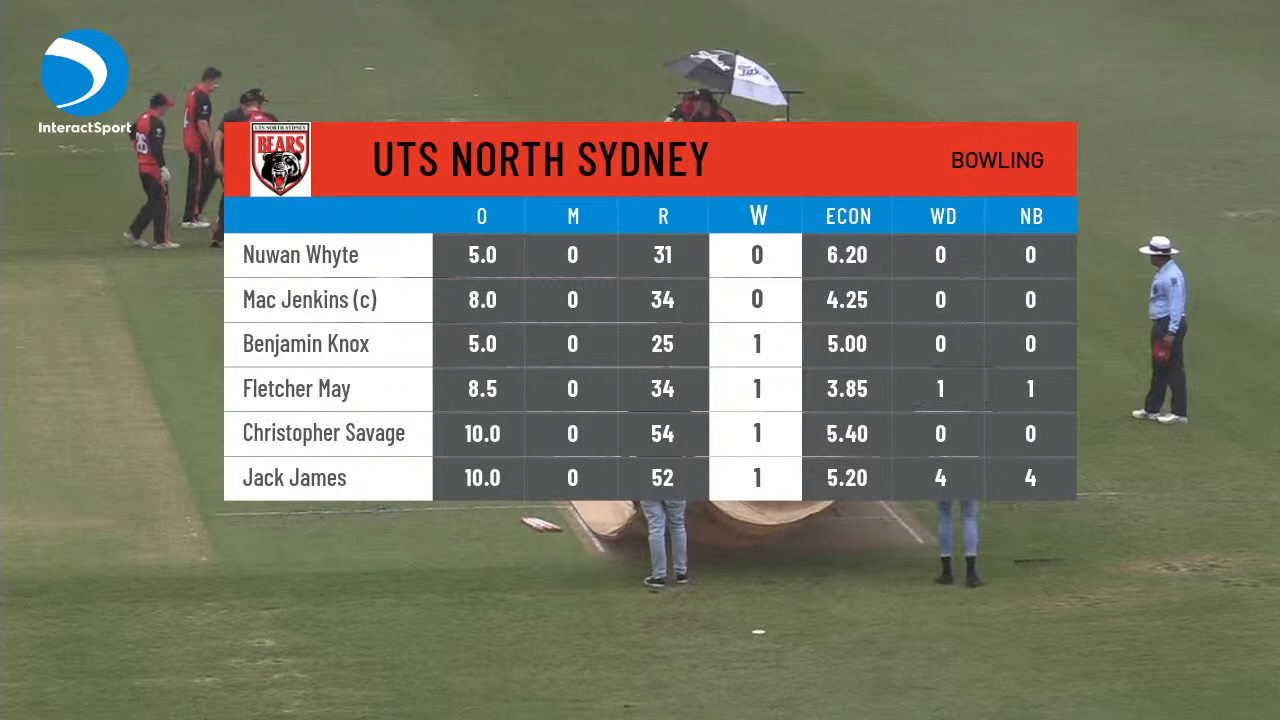 InteractSport
UTS NORTH SYDNEY
BEARS
UTS NORTH SYDNEY
BOWLING
O M R W ECON WD NB
Nuwan Whyte 5.0 0 31 0 6.20 0 0
Mac Jenkins (c) 8.0 0 34 0 4.25 0 0
Benjamin Knox 5.0 0 25 1 5.00 0 0
Fletcher May 8.5 0 34 1 3.85 1 1
Christopher Savage 10.0 0 54 1 5.40 0 0
Jack James 10.0 0 52 1 5.20 4 4